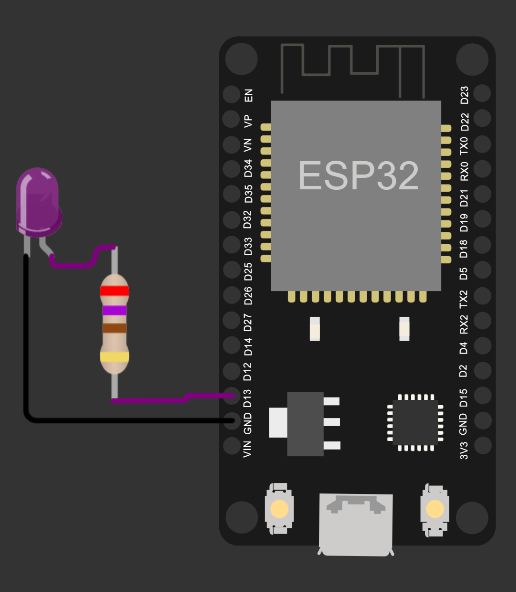 ESP32
EN
VP
VN
D34
D35
D32
D33
D25
D26
D27
D14
D12
D13
GND
VIN
D23
D22
TX0
RX0
D21
D19
D18
D5
TX2
RX2
D4
D2
D15
GND
3V3